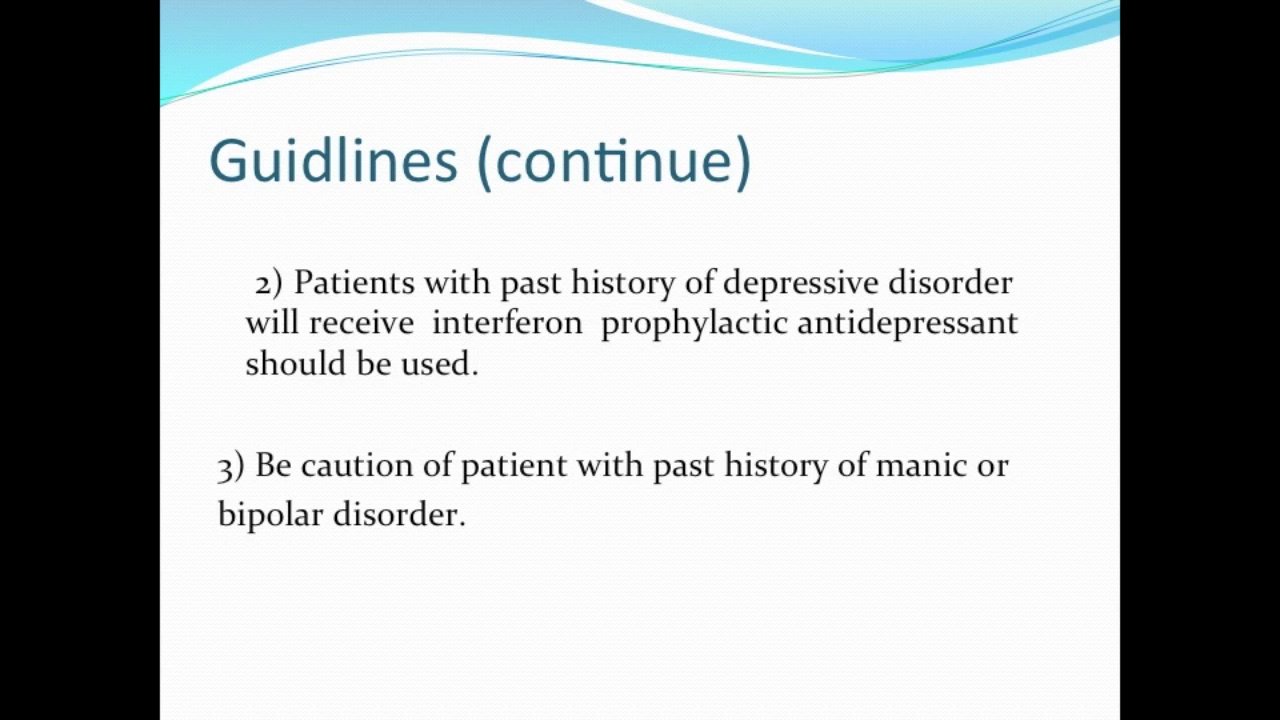 Guidlines (continue)
2) Patients with past history of depressive disorder
will receive interferon prophylactic antidepressant
should be used.
3) Be caution of patient with past history of manic or
bipolar disorder.